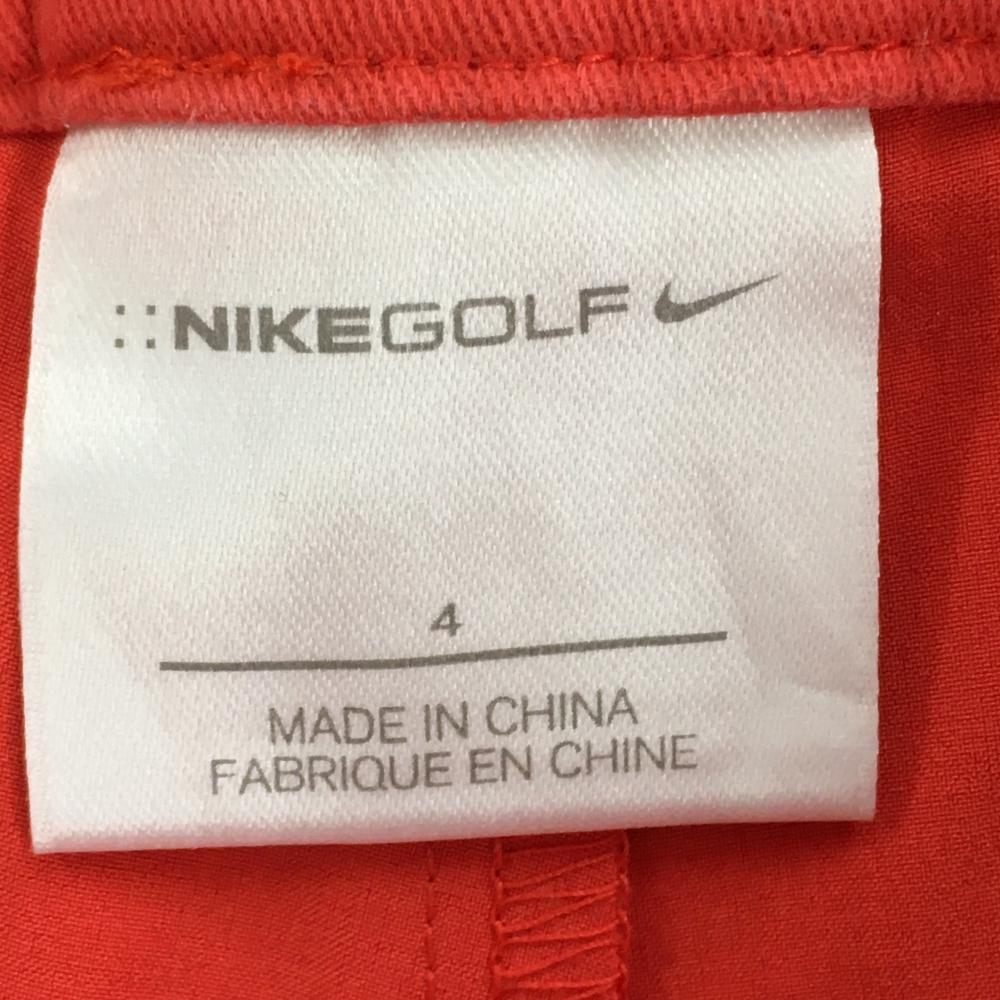 ::NIKEGOLF
4
MADE IN CHINA
FABRIQUE EN CHINE